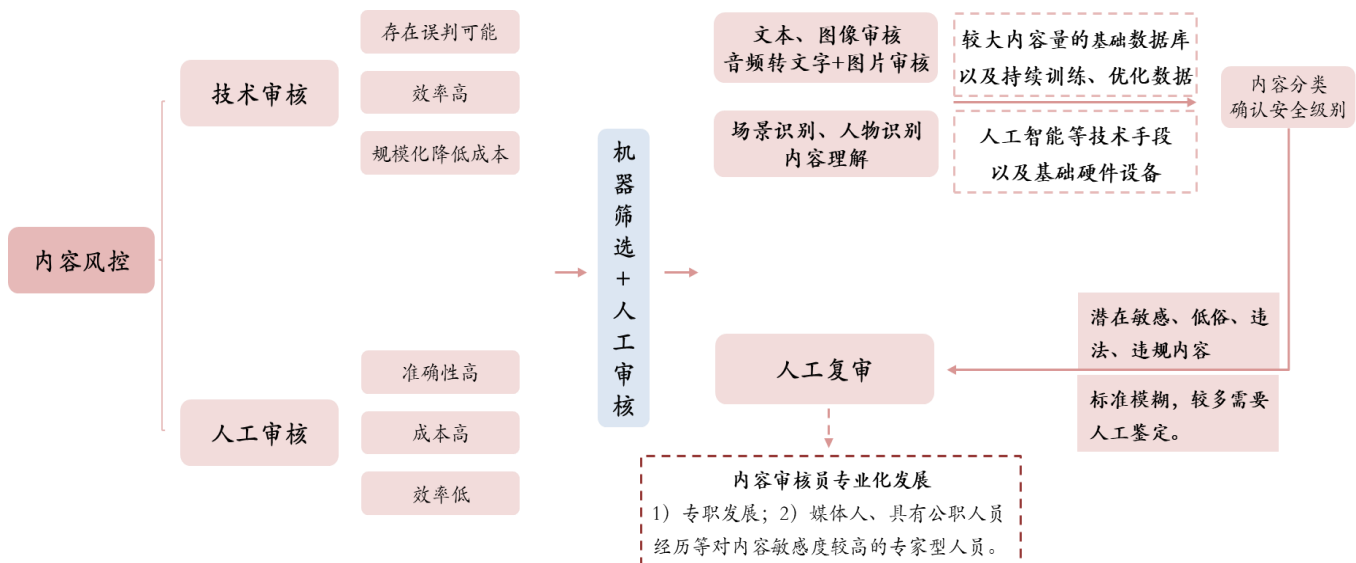 内容风控
技术审核
存在误判可能
效率高
规模化降低成本
人工审核
准确性高
成本高
效率低
机器筛选+人工审核
文本、图像审核
音频转文字+图片审核
场景识别、人物识别
内容理解
较大内容量的基础数据库
以及持续训练、优化数据
人工智能等技术手段
以及基础硬件设备
内容分类
确认安全级别
潜在敏感、低俗、违
法、违规内容
标准模糊，较多需要
人工鉴定。
人工复审
内容审核员专业化发展
1）专职发展；2）媒体人、具有公职人员
经历等对内容敏感度较高的专家型人员。